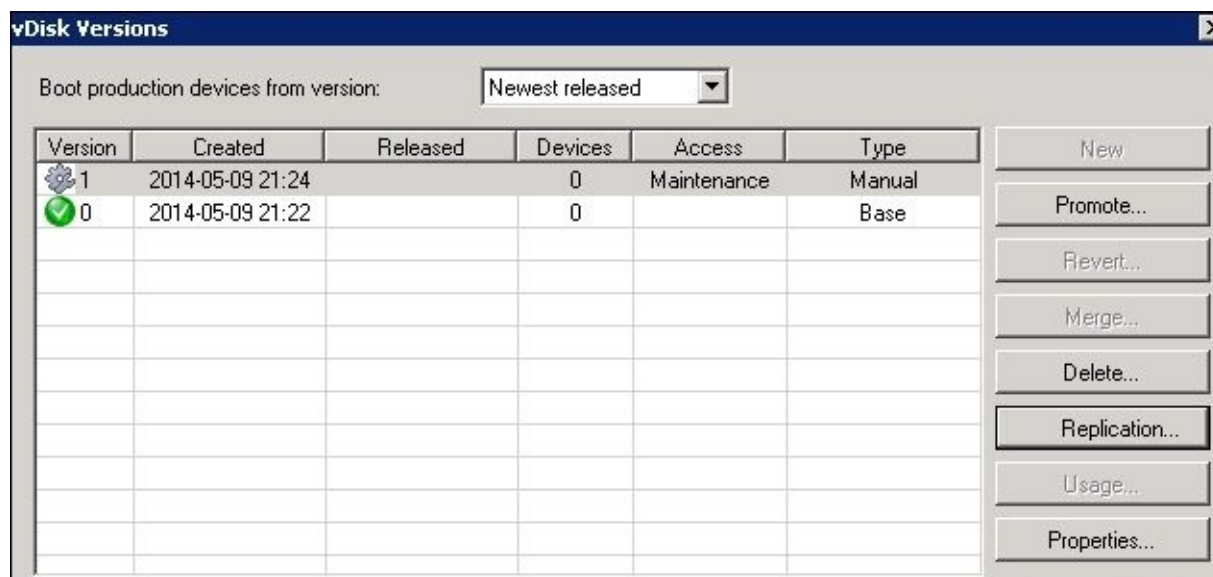 vDisk Versions
Boot production devices from version: Newest released
Version Created Released Devices Access Type
1 2014-05-09 21:24 0 Maintenance Manual
0 2014-05-09 21:22 0 Base
New
Promote...
Revert...
Merge...
Delete...
Replication...
Usage...
Properties...